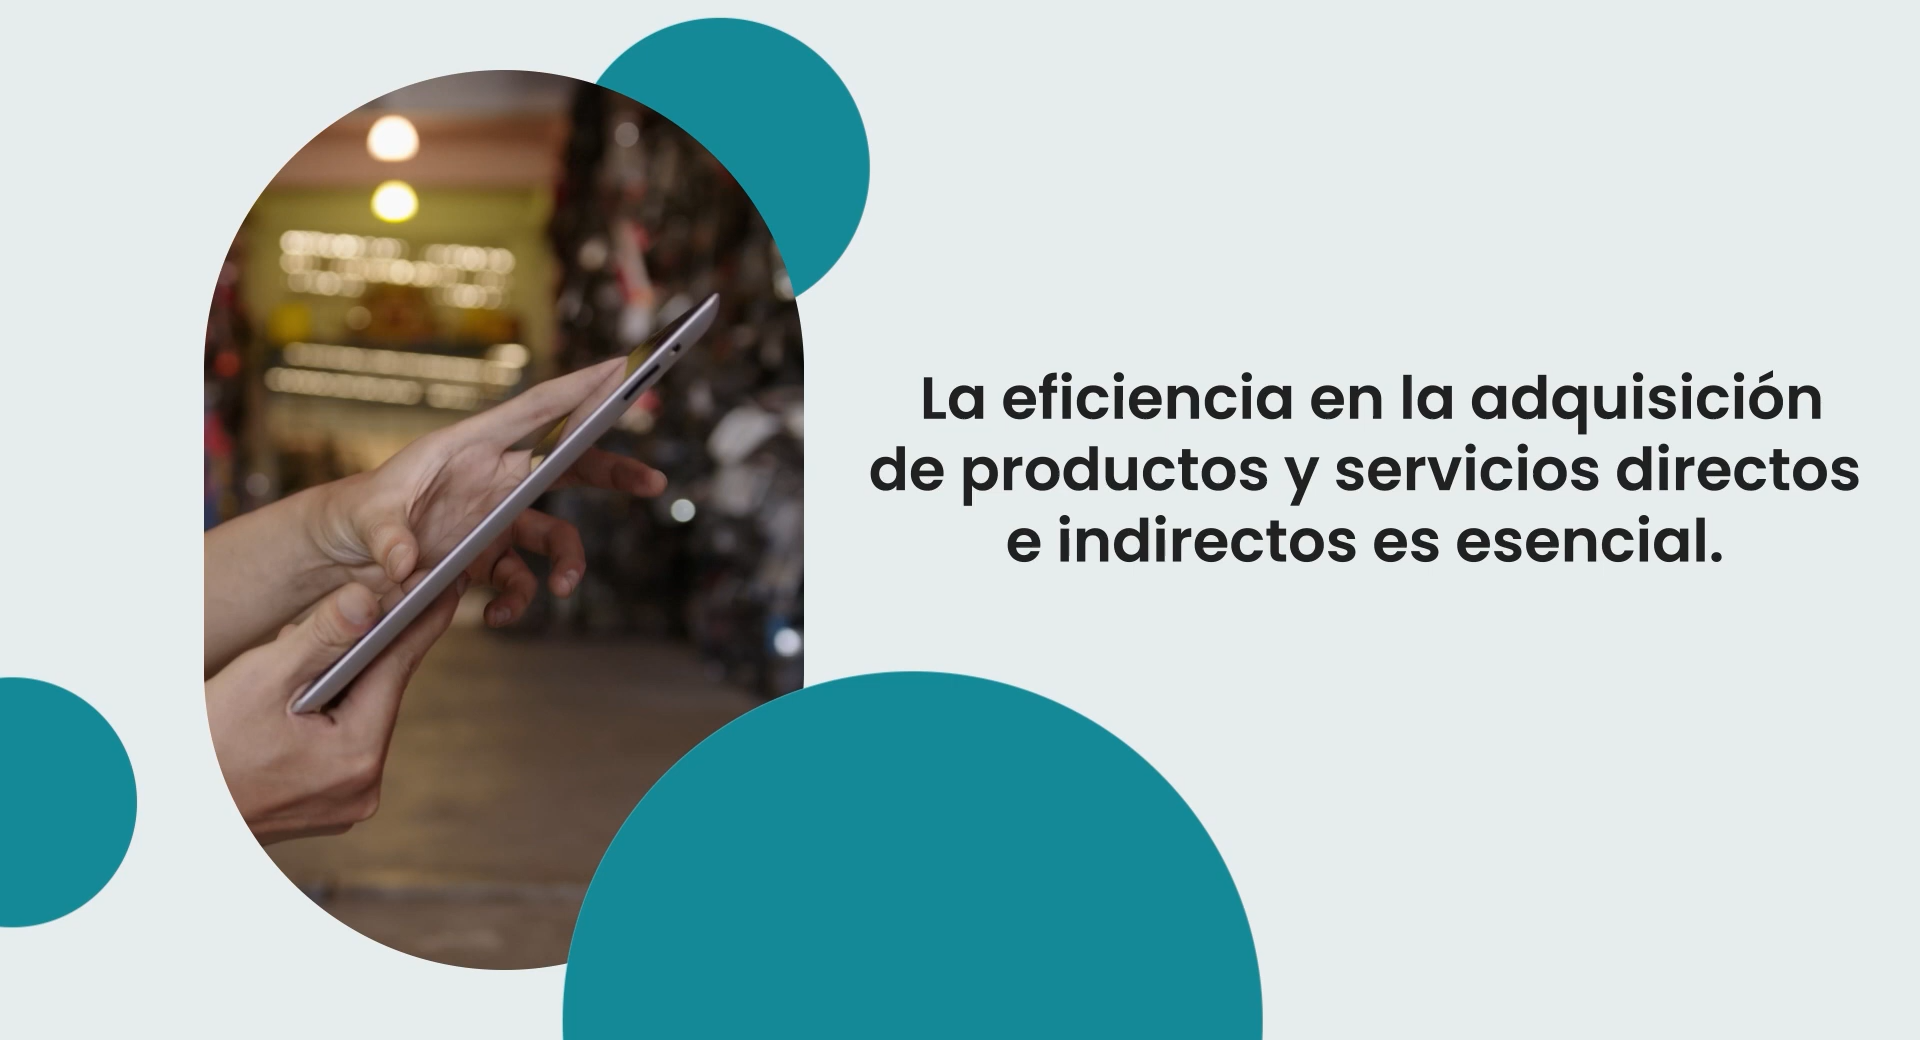 La eficiencia en la adquisición
de productos y servicios directos
e indirectos es esencial.